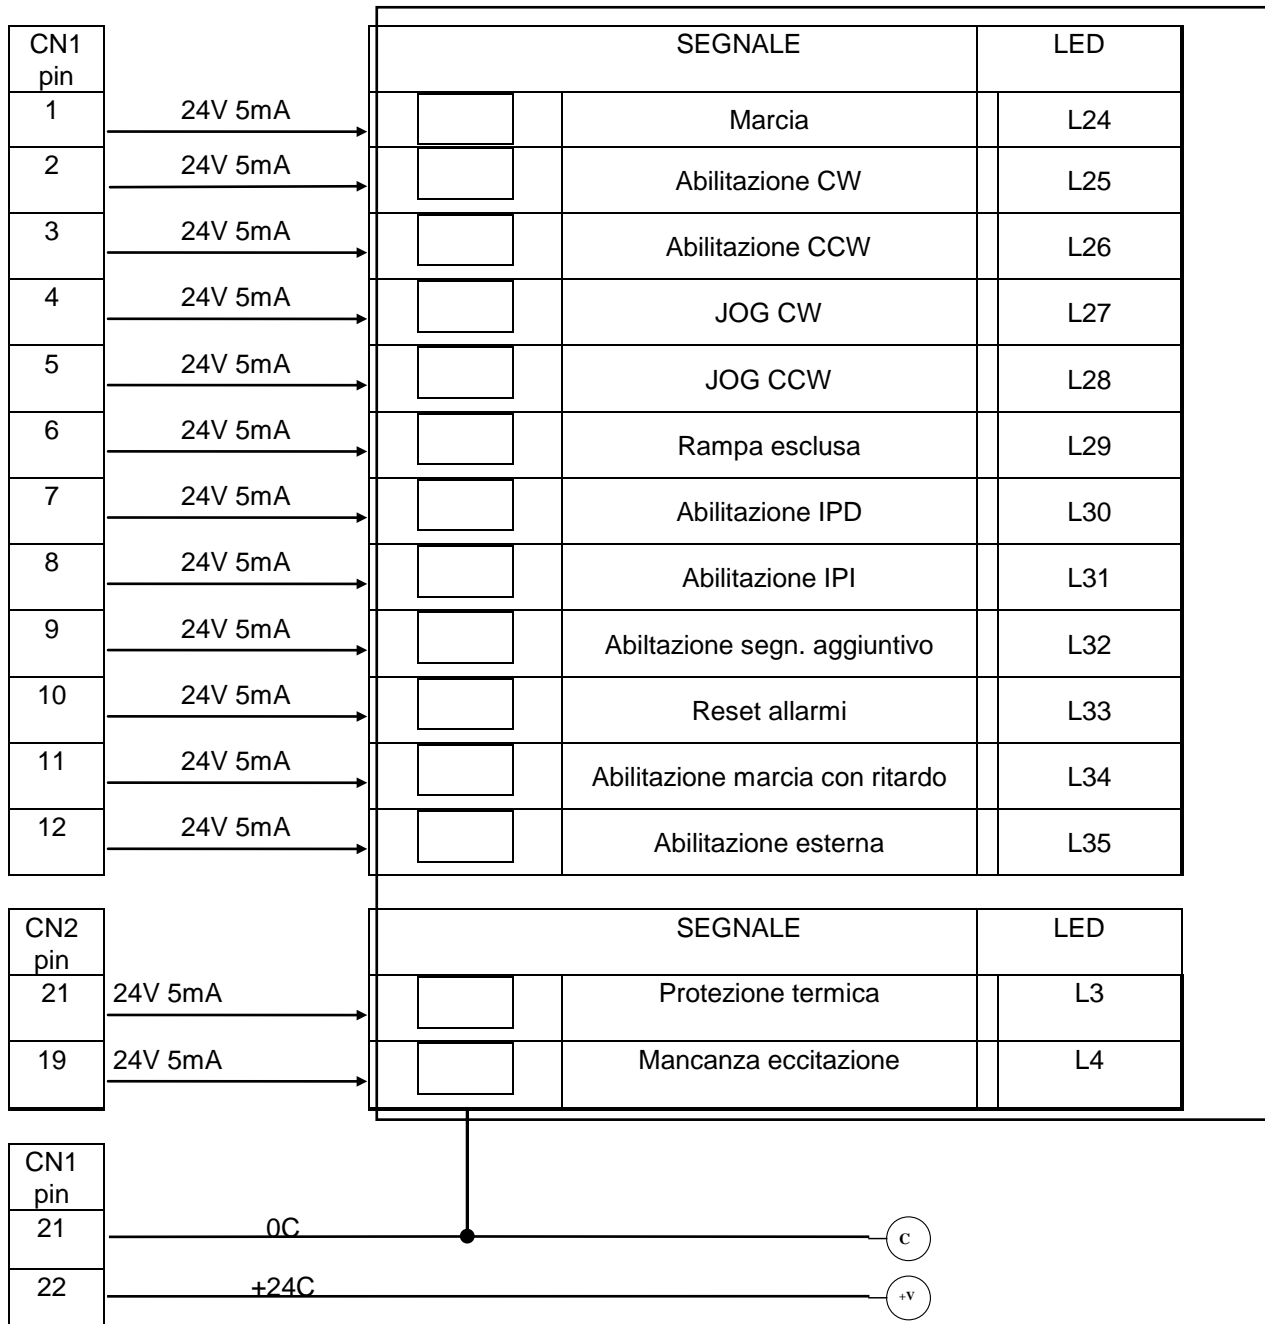 CN1 SEGNALE LED
pin
1 24V 5mA Marcia L24
2 24V 5mA Abilitazione CW L25
3 24V 5mA Abilitazione CCW L26
4 24V 5mA JOG CW L27
5 24V 5mA JOG CCW L28
6 24V 5mA Rampa esclusa L29
7 24V 5mA Abilitazione IPD L30
8 24V 5mA Abilitazione IPI L31
9 24V 5mA Abiltazione segn. aggiuntivo L32
10 24V 5mA Reset allarmi L33
11 24V 5mA Abilitazione marcia con ritardo L34
12 24V 5mA Abilitazione esterna L35
CN2 SEGNALE LED
pin
21 24V 5mA Protezione termica L3
19 24V 5mA Mancanza eccitazione L4
CN1
pin
21 0C C
22 +24C +V